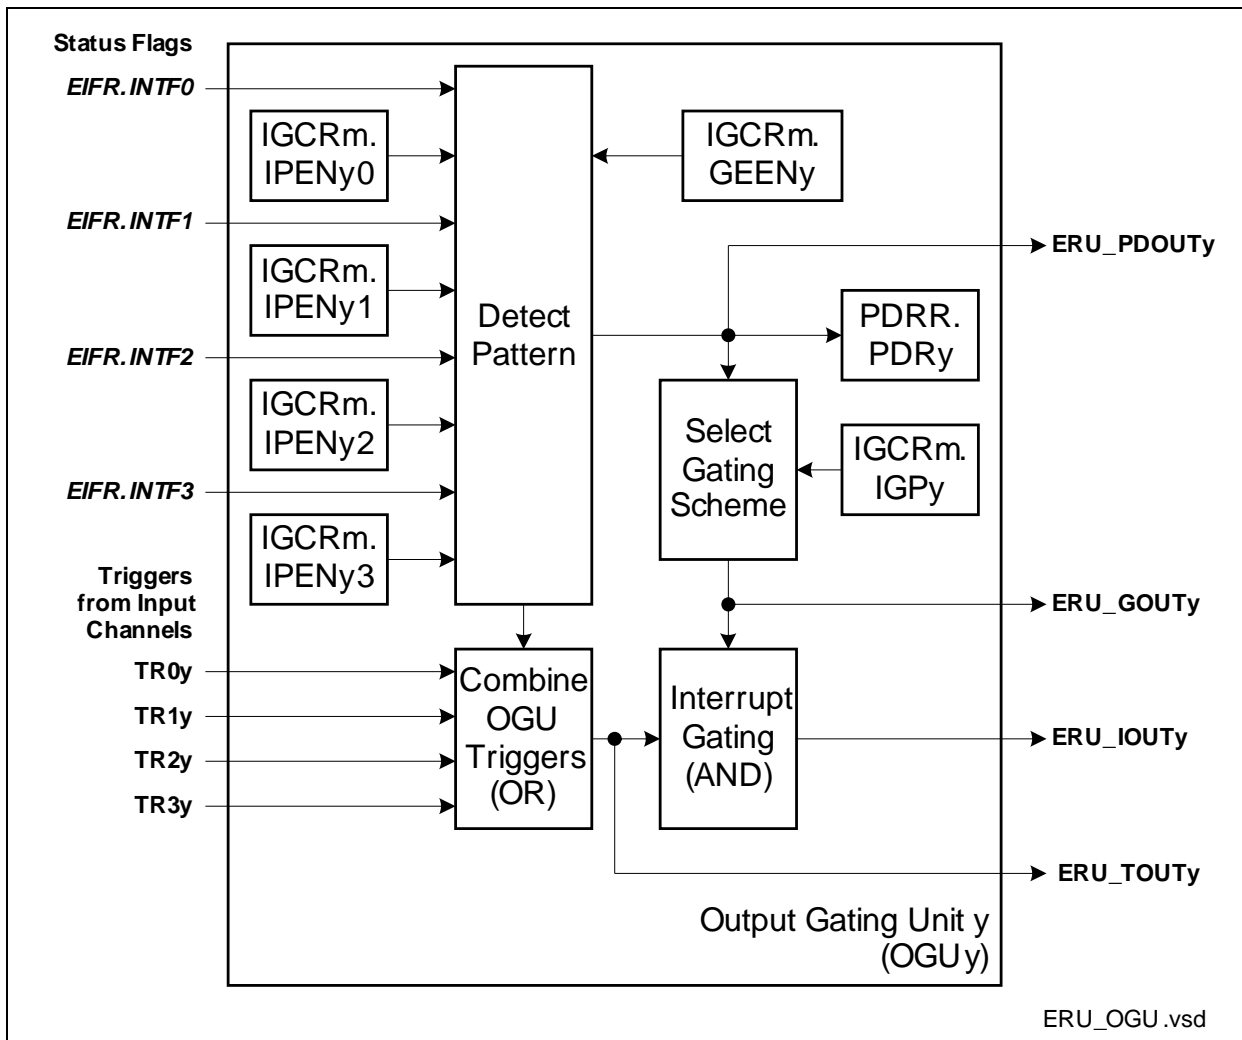 Status Flags
EIFR.INTF0
IGCRm.
IPENy0
IGCRm.
GEENy
EIFR.INTF1
ERU_PDOUTy
IGCRm.
IPENy1
Detect
Pattern
PDRR.
PDRy
EIFR.INTF2
IGCRm.
IPENy2
Select
Gating
Scheme
IGCRm.
IGPy
EIFR.INTF3
IGCRm.
IPENy3
Triggers
from Input
Channels
ERU_GOUTy
TR0y
TR1y
TR2y
TR3y
Combine
OGU
Triggers
(OR)
Interrupt
Gating
(AND)
ERU_IOUTy
ERU_TOUTy
Output Gating Unit y
(OGUy)
ERU_OGU.vsd